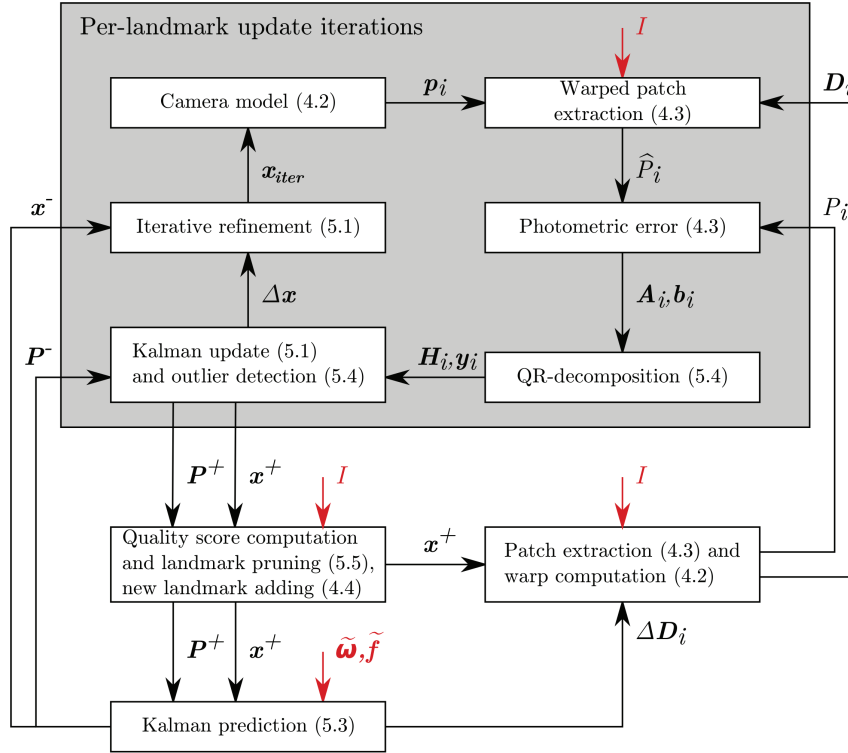 Per-landmark update iterations
I
Camera model (4.2)
p_i
Warped patch
extraction (4.3)
D_i
x_iter
P̂_i
x^-
Iterative refinement (5.1)
Photometric error (4.3)
P_i
Δx
A_i,b_i
P^-
Kalman update (5.1)
and outlier detection (5.4)
H_i,y_i
QR-decomposition (5.4)
P^+ x^+
I
I
Quality score computation
and landmark pruning (5.5),
new landmark adding (4.4)
x^+
Patch extraction (4.3) and
warp computation (4.2)
P^+ x^+
ω̃,f̃
ΔD_i
Kalman prediction (5.3)